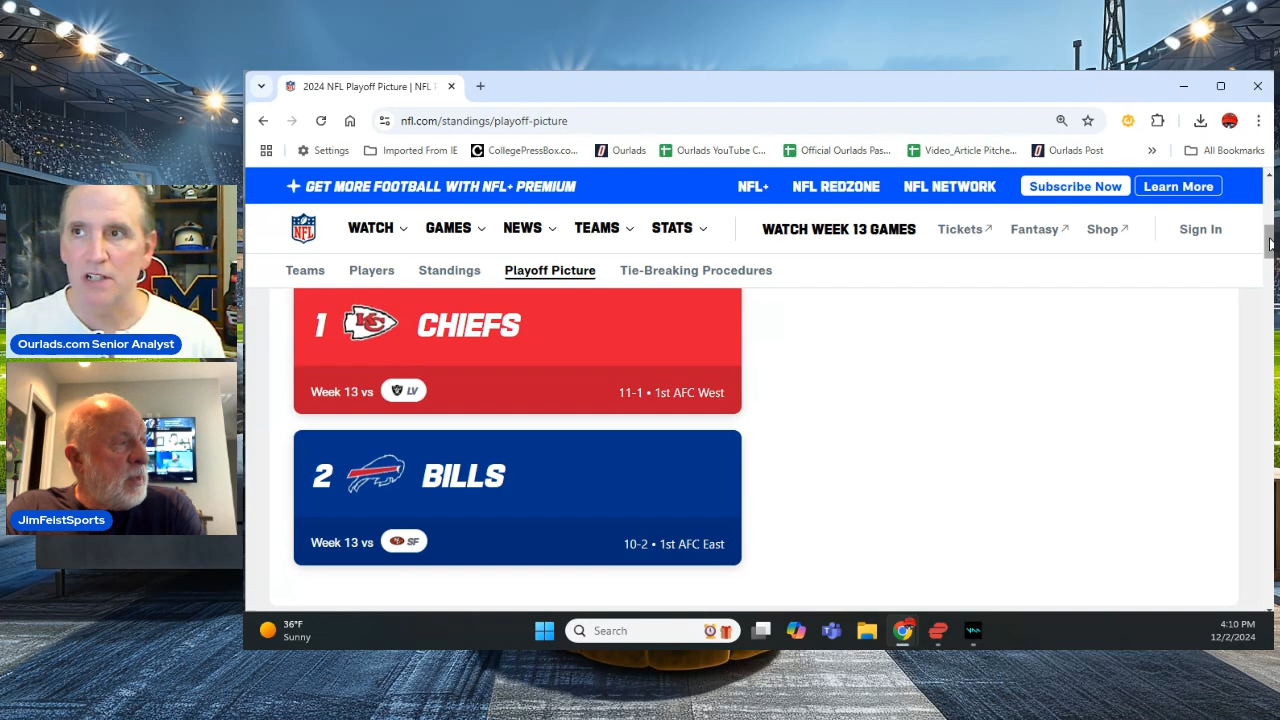 2024 NFL Playoff Picture | NFL
nfl.com/standings/playoff-picture
Settings
Imported From IE
CollegePressBox.co...
Ourlads
Ourlads YouTube C...
Official Ourlads Pas...
Video_Article Pitche...
Ourlads Post
»
All Bookmarks
GET MORE FOOTBALL WITH NFL+ PREMIUM
NFL+
NFL REDZONE
NFL NETWORK
Subscribe Now
Learn More
NFL
WATCH
GAMES
NEWS
TEAMS
STATS
WATCH WEEK 13 GAMES
Tickets
Fantasy
Shop
Sign In
Teams
Players
Standings
Playoff Picture
Tie-Breaking Procedures
1 KC CHIEFS
Week 13 vs LV
11-1 • 1st AFC West
2 BILLS
Week 13 vs SF
10-2 • 1st AFC East
M
Ourlads.com Senior Analyst
JimFeistSports
36°F
Sunny
Search
4:10 PM
12/2/2024